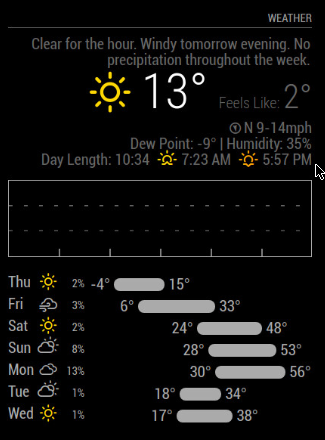 WEATHER
Clear for the hour. Windy tomorrow evening. No
precipitation throughout the week.
13° Feels Like: 2°
N 9-14mph
Dew Point: -9° | Humidity: 35%
Day Length: 10:34 7:23 AM 5:57 PM
Thu 2% -4° 15°
Fri 3% 6° 33°
Sat 2% 24° 48°
Sun 8% 28° 53°
Mon 13% 30° 56°
Tue 1% 18° 34°
Wed 1% 17° 38°